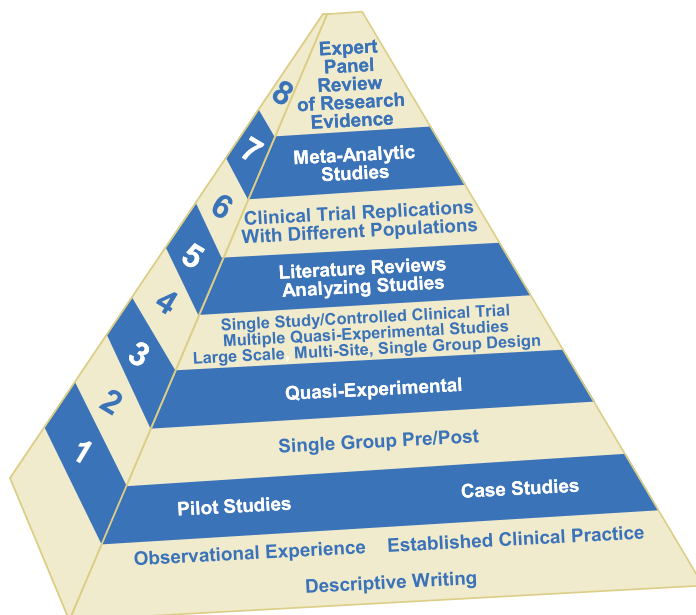 8
Expert
Panel
Review
of Research
Evidence
7
Meta-Analytic
Studies
6
Clinical Trial Replications
With Different Populations
5
Literature Reviews
Analyzing Studies
4
Single Study/Controlled Clinical Trial
Multiple Quasi-Experimental Studies
Large Scale, Multi-Site, Single Group Design
3
Quasi-Experimental
2
Single Group Pre/Post
1
Pilot Studies
Case Studies
Observational Experience
Established Clinical Practice
Descriptive Writing